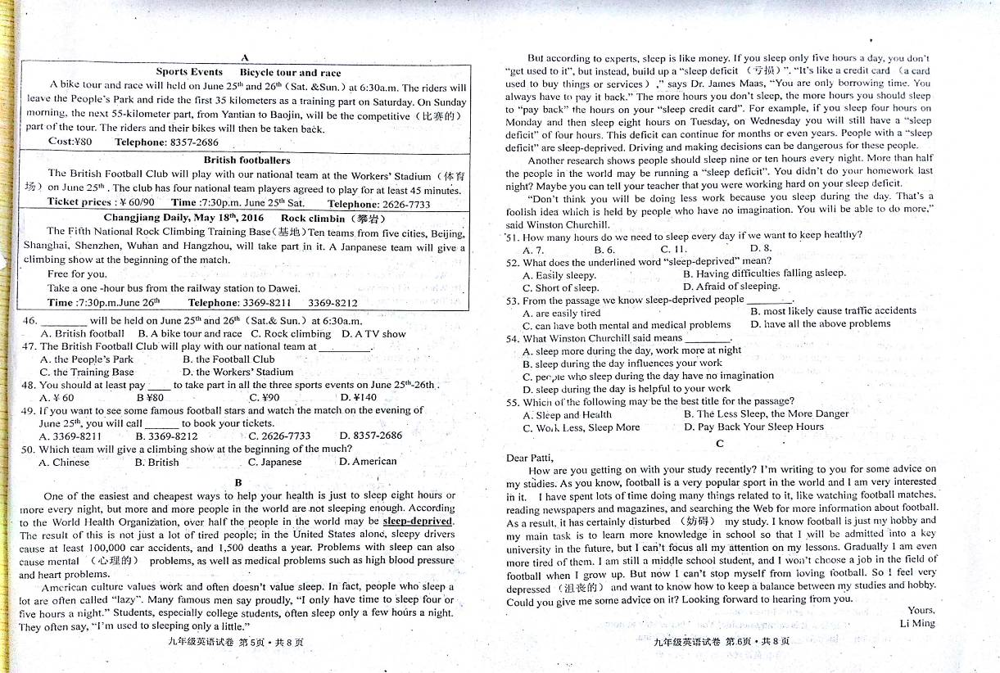 A
Sports Events Bicycle tour and race
A bike tour and race will held on June 25th and 26th (Sat. &Sun.) at 6:30a.m. The riders will
leave the People's Park and ride the first 35 kilometers as a training part on Saturday. On Sunday
morning, the next 55-kilometer part, from Yantian to Baojin, will be the competitive (比赛的)
part of the tour. The riders and their bikes will then be taken back.
Cost:¥80 Telephone: 8357-2686
British footballers
The British Football Club will play with our national team at the Workers' Stadium (体育
场) on June 25th . The club has four national team players agreed to play for at least 45 minutes.
Ticket prices : ¥ 60/90 Time :7:30p.m. June 25th Sat. Telephone: 2626-7733
Changjiang Daily, May 18th, 2016 Rock climbin (攀岩)
The Fifth National Rock Climbing Training Base(基地)Ten teams from five cities, Beijing,
Shanghai, Shenzhen, Wuhan and Hangzhou, will take part in it. A Janpanese team will give a
climbing show at the beginning of the match.
Free for you.
Take a one -hour bus from the railway station to Dawei.
Time :7:30p.m.June 26th Telephone: 3369-8211 3369-8212
46. ________ will be held on June 25th and 26th (Sat.& Sun.) at 6:30a.m.
A. British football B. A bike tour and race C. Rock climbing D. A TV show
47. The British Football Club will play with our national team at _________.
A. the People's Park B. the Football Club
C. the Training Base D. the Workers' Stadium
48. You should at least pay ____ to take part in all the three sports events on June 25th-26th .
A. ¥ 60 B ¥80 C. ¥90 D. ¥140
49. If you want to see some famous football stars and watch the match on the evening of
June 25th, you will call ______ to book your tickets.
A. 3369-8211 B. 3369-8212 C. 2626-7733 D. 8357-2686
50. Which team will give a climbing show at the beginning of the much?
A. Chinese B. British C. Japanese D. American
B
One of the easiest and cheapest ways to help your health is just to sleep eight hours or
more every night, but more and more people in the world are not sleeping enough. According
to the World Health Organization, over half the people in the world may be sleep-deprived.
The result of this is not just a lot of tired people; in the United States alone, sleepy drivers
cause at least 100,000 car accidents, and 1,500 deaths a year. Problems with sleep can also
cause mental (心理的) problems, as well as medical problems such as high blood pressure
and heart problems.
American culture values work and often doesn't value sleep. In fact, people who sleep a
lot are often called "lazy". Many famous men say proudly, "I only have time to sleep four or
five hours a night." Students, especially college students, often sleep only a few hours a night.
They often say, "I'm used to sleeping only a little."
九年级英语试卷 第5页·共8页
But according to experts, sleep is like money. If you sleep only five hours a day, you don't
"get used to it", but instead, build up a "sleep deficit (亏损)". "It's like a credit card (a card
used to buy things or services) ," says Dr. James Maas, "You are only borrowing time. You
always have to pay it back." The more hours you don't sleep, the more hours you should sleep
to "pay back" the hours on your "sleep credit card". For example, if you sleep four hours on
Monday and then sleep eight hours on Tuesday, on Wednesday you will still have a "sleep
deficit" of four hours. This deficit can continue for months or even years. People with a "sleep
deficit" are sleep-deprived. Driving and making decisions can be dangerous for these people.
Another research shows people should sleep nine or ten hours every night. More than half
the people in the world may be running a "sleep deficit". You didn't do your homework last
night? Maybe you can tell your teacher that you were working hard on your sleep deficit.
"Don't think you will be doing less work because you sleep during the day. That's a
foolish idea which is held by people who have no imagination. You will be able to do more,"
said Winston Churchill.
51. How many hours do we need to sleep every day if we want to keep healthy?
A. 7. B. 6. C. 11. D. 8.
52. What does the underlined word "sleep-deprived" mean?
A. Easily sleepy. B. Having difficulties falling asleep.
C. Short of sleep. D. Afraid of sleeping.
53. From the passage we know sleep-deprived people ________.
A. are easily tired B. most likely cause traffic accidents
C. can have both mental and medical problems D. have all the above problems
54. What Winston Churchill said means ________.
A. sleep more during the day, work more at night
B. sleep during the day influences your work
C. people who sleep during the day have no imagination
D. sleep during the day is helpful to your work
55. Which of the following may be the best title for the passage?
A. Sleep and Health B. The Less Sleep, the More Danger
C. Work Less, Sleep More D. Pay Back Your Sleep Hours
C
Dear Patti,
How are you getting on with your study recently? I'm writing to you for some advice on
my studies. As you know, football is a very popular sport in the world and I am very interested
in it. I have spent lots of time doing many things related to it, like watching football matches,
reading newspapers and magazines, and searching the Web for more information about football.
As a result, it has certainly disturbed (妨碍) my study. I know football is just my hobby and
my main task is to learn more knowledge in school so that I will be admitted into a key
university in the future, but I can't focus all my attention on my lessons. Gradually I am even
more tired of them. I am still a middle school student, and I won't choose a job in the field of
football when I grow up. But now I can't stop myself from loving football. So I feel very
depressed (沮丧的) and want to know how to keep a balance between my studies and hobby.
Could you give me some advice on it? Looking forward to hearing from you.
Yours,
Li Ming
九年级英语试卷 第6页·共8页